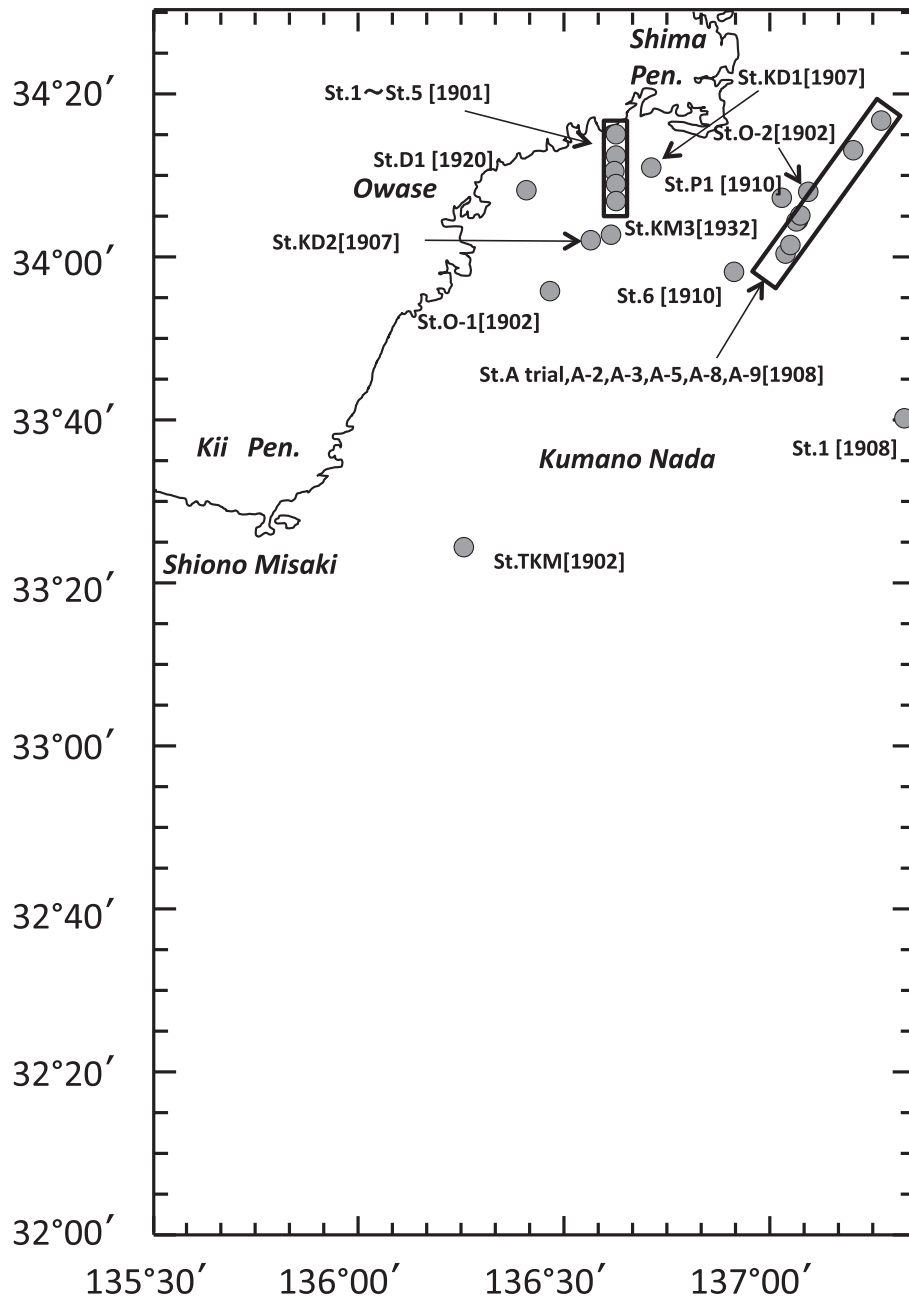 Shima
Pen.
St.KD1[1907]
34°20′
St.1～St.5 [1901]
St.O-2[1902]
St.D1 [1920]
St.P1 [1910]
Owase
St.KM3[1932]
St.KD2[1907]
34°00′
St.6 [1910]
St.O-1[1902]
St.A trial,A-2,A-3,A-5,A-8,A-9[1908]
33°40′
Kii Pen.
Kumano Nada
St.1 [1908]
Shiono Misaki
St.TKM[1902]
33°20′
33°00′
32°40′
32°20′
32°00′
135°30′ 136°00′ 136°30′ 137°00′